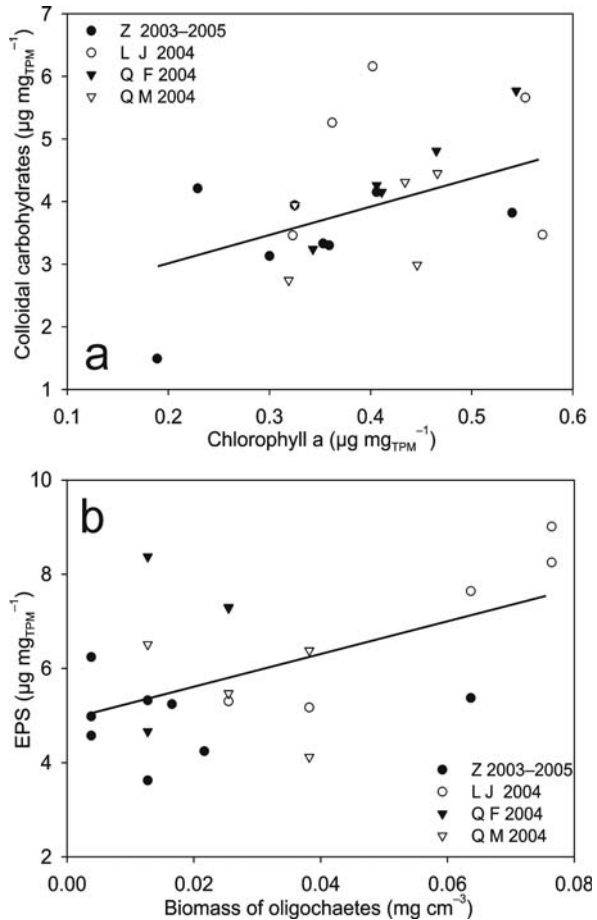 7
6
5
4
3
2
1
Colloidal carbohydrates (µg mg_TPM⁻¹)
Z 2003–2005
L J 2004
Q F 2004
Q M 2004
a
0.1 0.2 0.3 0.4 0.5 0.6
Chlorophyll a (µg mg_TPM⁻¹)
10
8
6
4
2
EPS (µg mg_TPM⁻¹)
b
Z 2003–2005
L J 2004
Q F 2004
Q M 2004
0.00 0.02 0.04 0.06 0.08
Biomass of oligochaetes (mg cm⁻³)